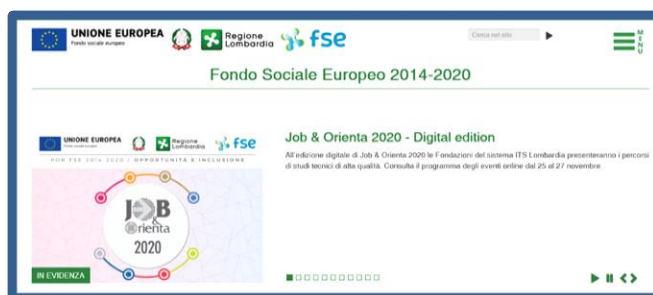 UNIONE EUROPEA
Fondo sociale europeo
Regione
Lombardia
fse
Cerca nel sito
MENU
Fondo Sociale Europeo 2014-2020
UNIONE EUROPEA
Regione
Lombardia
fse
POR FSE 2014-2020 / OPPORTUNITÀ E INCLUSIONE
JOB
&
Orienta
2020
IN EVIDENZA
Job & Orienta 2020 - Digital edition
All'edizione digitale di Job & Orienta 2020 le Fondazioni del sistema ITS Lombardia presenteranno i percorsi
di studi tecnici di alta qualità. Consulta il programma degli eventi online dal 25 al 27 novembre